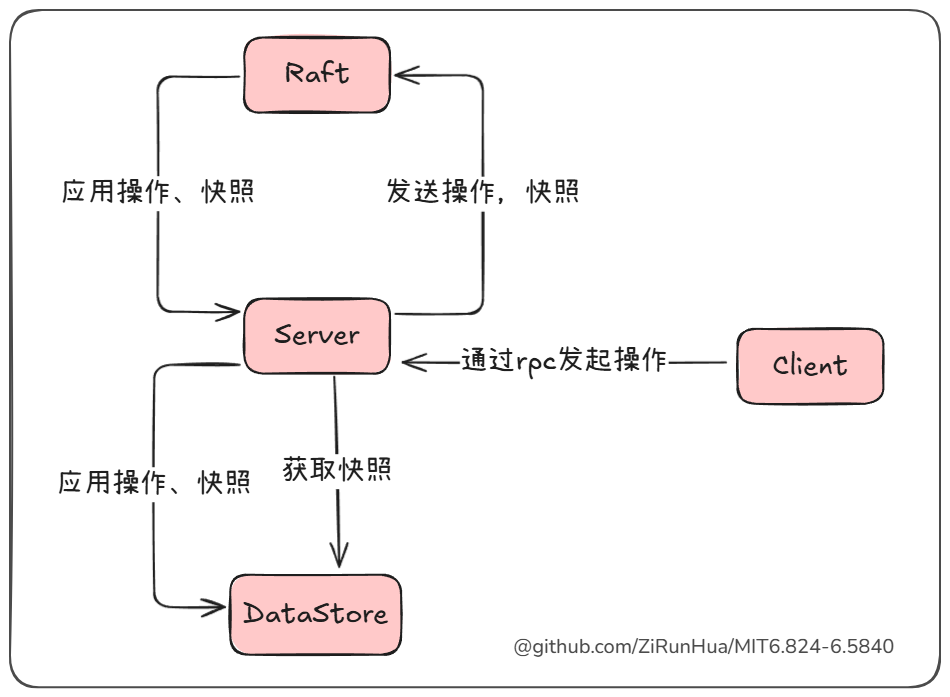 Raft
应用操作、快照
发送操作，快照
Server
通过rpc发起操作
Client
应用操作、快照
获取快照
DataStore
@github.com/ZiRunHua/MIT6.824-6.5840